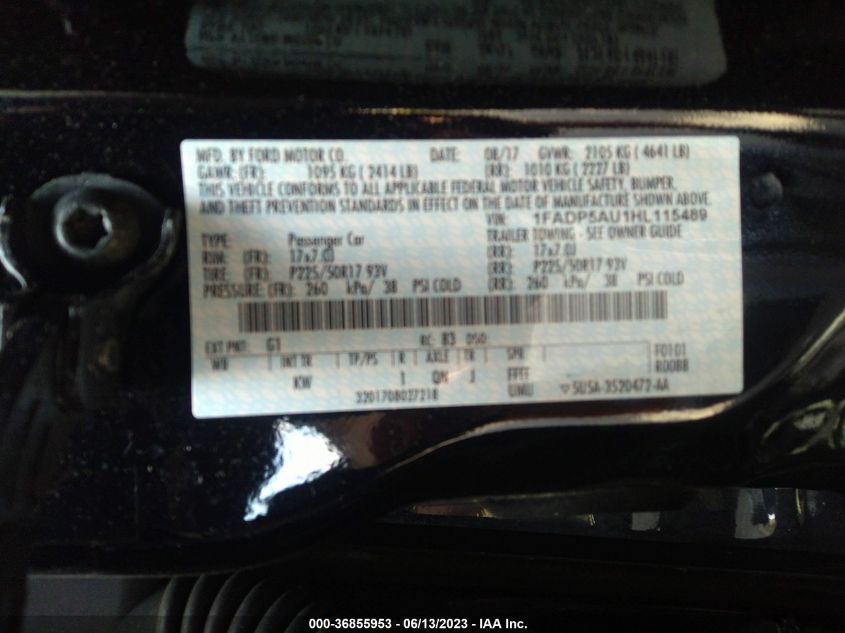 MFD. BY FORD MOTOR CO. DATE: 08/17 GVWR: 2105 KG ( 4641 LB)
GAWR: (FR): 1095 KG ( 2414 LB) (RR): 1010 KG ( 2227 LB)
THIS VEHICLE CONFORMS TO ALL APPLICABLE FEDERAL MOTOR VEHICLE SAFETY, BUMPER,
AND THEFT PREVENTION STANDARDS IN EFFECT ON THE DATE OF MANUFACTURE SHOWN ABOVE.
VIN: 1FADP5AU1HL115489
TYPE: Passenger Car TRAILER TOWING - SEE OWNER GUIDE
RIM: (FR): 17x7.0J (RR): 17x7.0J
TIRE: (FR): P225/50R17 93V (RR): P225/50R17 93V
PRESSURE: (FR): 260 kPa/ 38 PSI COLD (RR): 260 kPa/ 38 PSI COLD
EXT PNT: G1 RC: 83 DSO:
WB INT TR TP/PS R AXLE TR SPR F0101
KW 1 QN J FFFF R0088
3201708027218 UMU 5U5A-3520472-AA
000-36855953 - 06/13/2023 - IAA Inc.